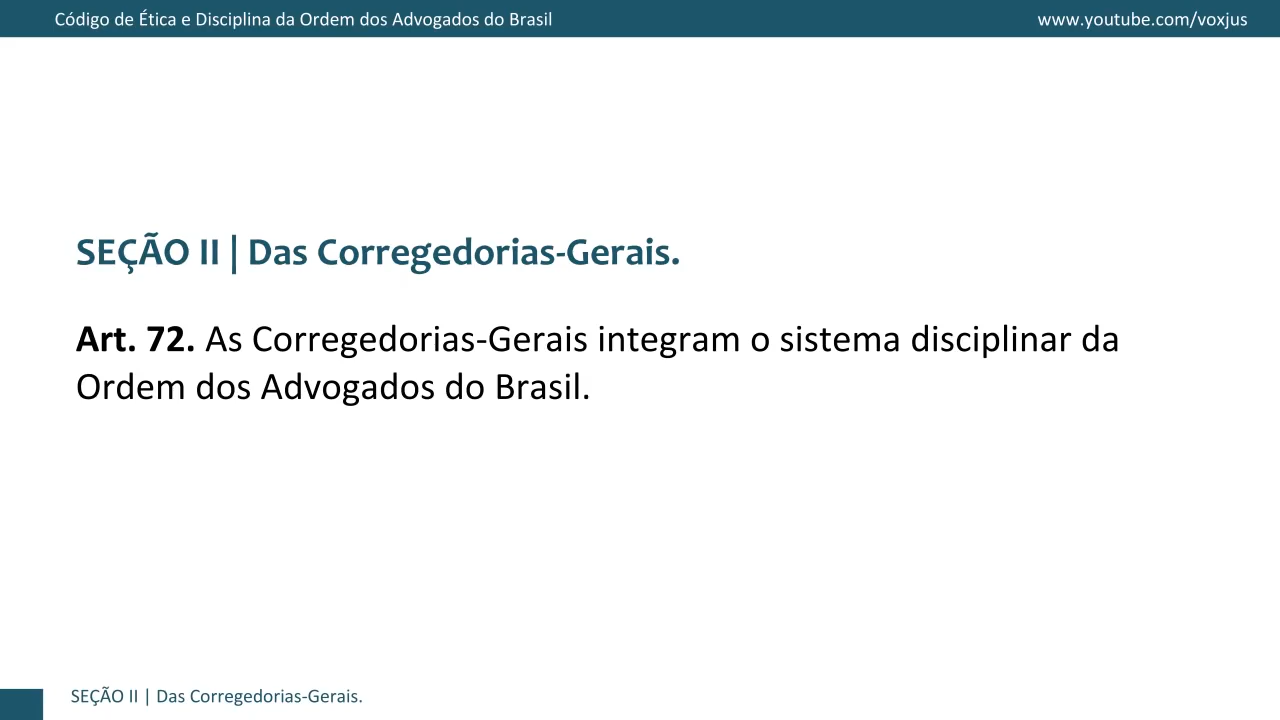 Código de Ética e Disciplina da Ordem dos Advogados do Brasil
www.youtube.com/voxjus
SEÇÃO II | Das Corregedorias-Gerais.
Art. 72. As Corregedorias-Gerais integram o sistema disciplinar da
Ordem dos Advogados do Brasil.
SEÇÃO II | Das Corregedorias-Gerais.